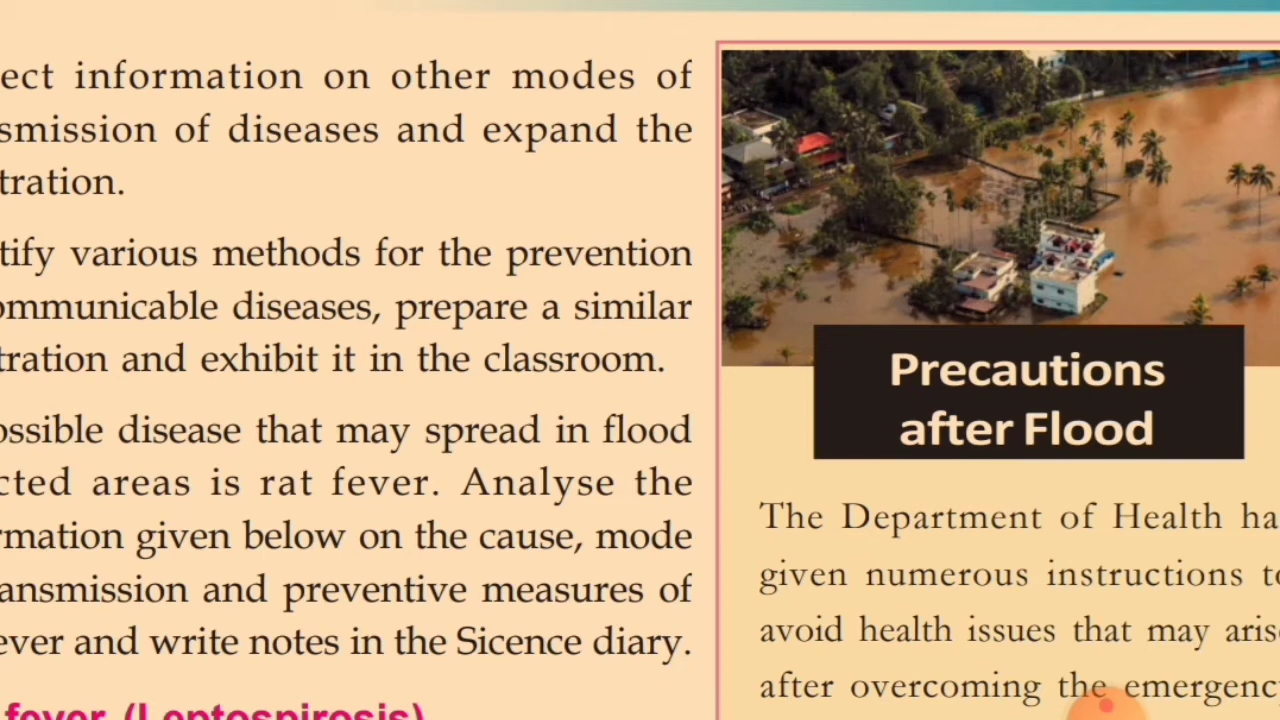 ect information on other modes of
smission of diseases and expand the
tration.
tify various methods for the prevention
ommunicable diseases, prepare a similar
tration and exhibit it in the classroom.
ossible disease that may spread in flood
cted areas is rat fever. Analyse the
rmation given below on the cause, mode
ansmission and preventive measures of
ever and write notes in the Sicence diary.
fever (Leptospirosis)
Precautions
after Flood
The Department of Health ha
given numerous instructions to
avoid health issues that may aris
after overcoming the emergency